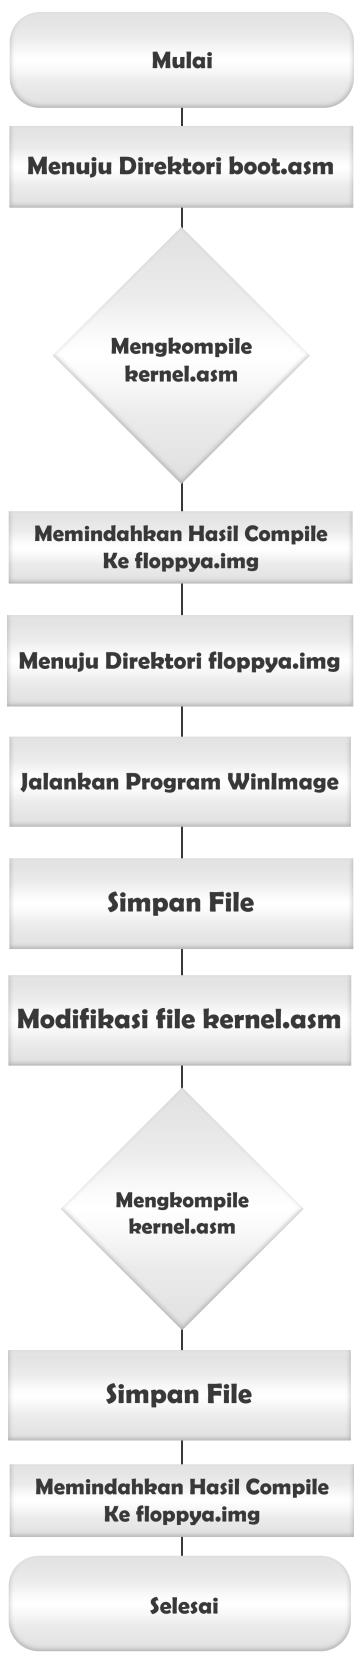 Mulai
Menuju Direktori boot.asm
Mengkompile
kernel.asm
Memindahkan Hasil Compile
Ke floppya.img
Menuju Direktori floppya.img
Jalankan Program WinImage
Simpan File
Modifikasi file kernel.asm
Mengkompile
kernel.asm
Simpan File
Memindahkan Hasil Compile
Ke floppya.img
Selesai